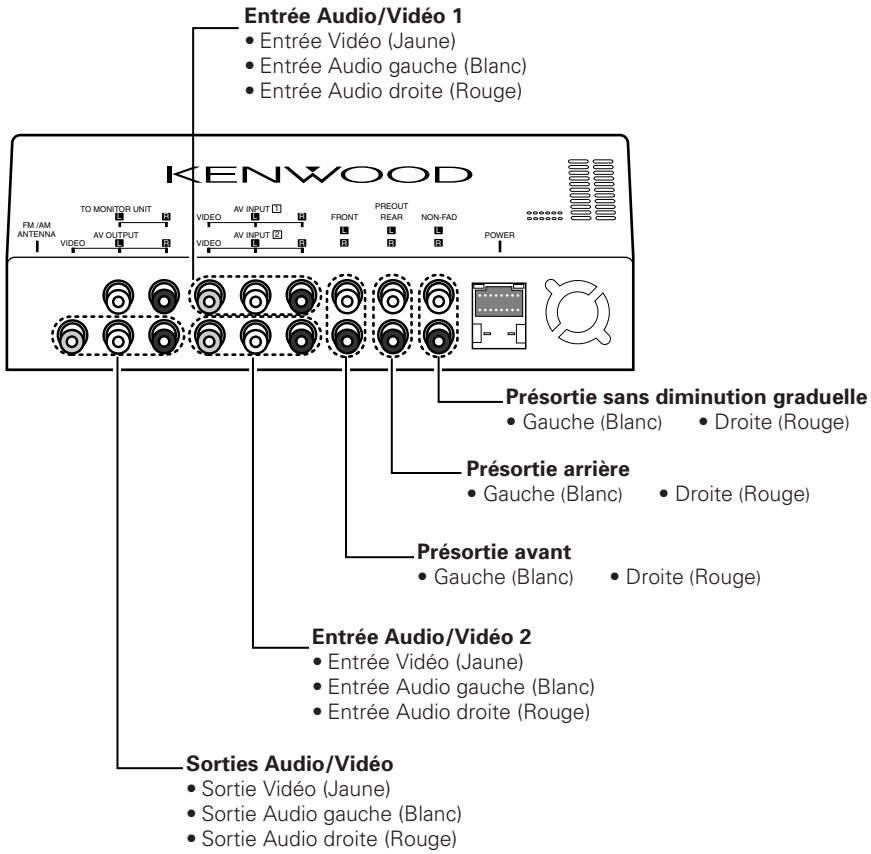 Entrée Audio/Vidéo 1
• Entrée Vidéo (Jaune)
• Entrée Audio gauche (Blanc)
• Entrée Audio droite (Rouge)
KENWOOD
FM /AM
ANTENNA
TO MONITOR UNIT
L R
AV OUTPUT
VIDEO L R
AV INPUT 1
VIDEO L R
AV INPUT 2
VIDEO L R
PREOUT
FRONT REAR NON-FAD
L L L
R R R
POWER
Présortie sans diminution graduelle
• Gauche (Blanc) • Droite (Rouge)
Présortie arrière
• Gauche (Blanc) • Droite (Rouge)
Présortie avant
• Gauche (Blanc) • Droite (Rouge)
Entrée Audio/Vidéo 2
• Entrée Vidéo (Jaune)
• Entrée Audio gauche (Blanc)
• Entrée Audio droite (Rouge)
Sorties Audio/Vidéo
• Sortie Vidéo (Jaune)
• Sortie Audio gauche (Blanc)
• Sortie Audio droite (Rouge)